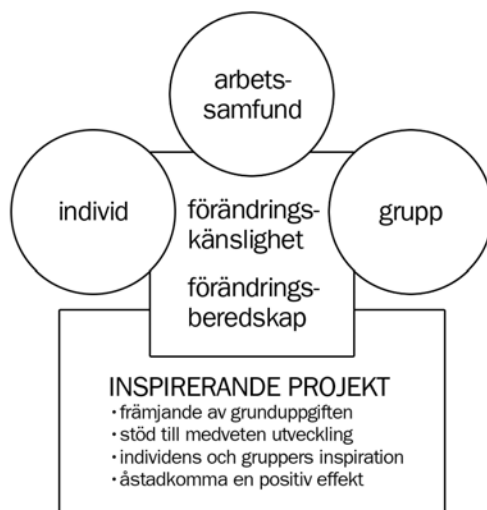 arbets-
samfund
individ
förändrings-
känslighet
grupp
förändrings-
beredskap
INSPIRERANDE PROJEKT
• främjande av grunduppgiften
• stöd till medveten utveckling
• individens och gruppers inspiration
• åstadkomma en positiv effekt